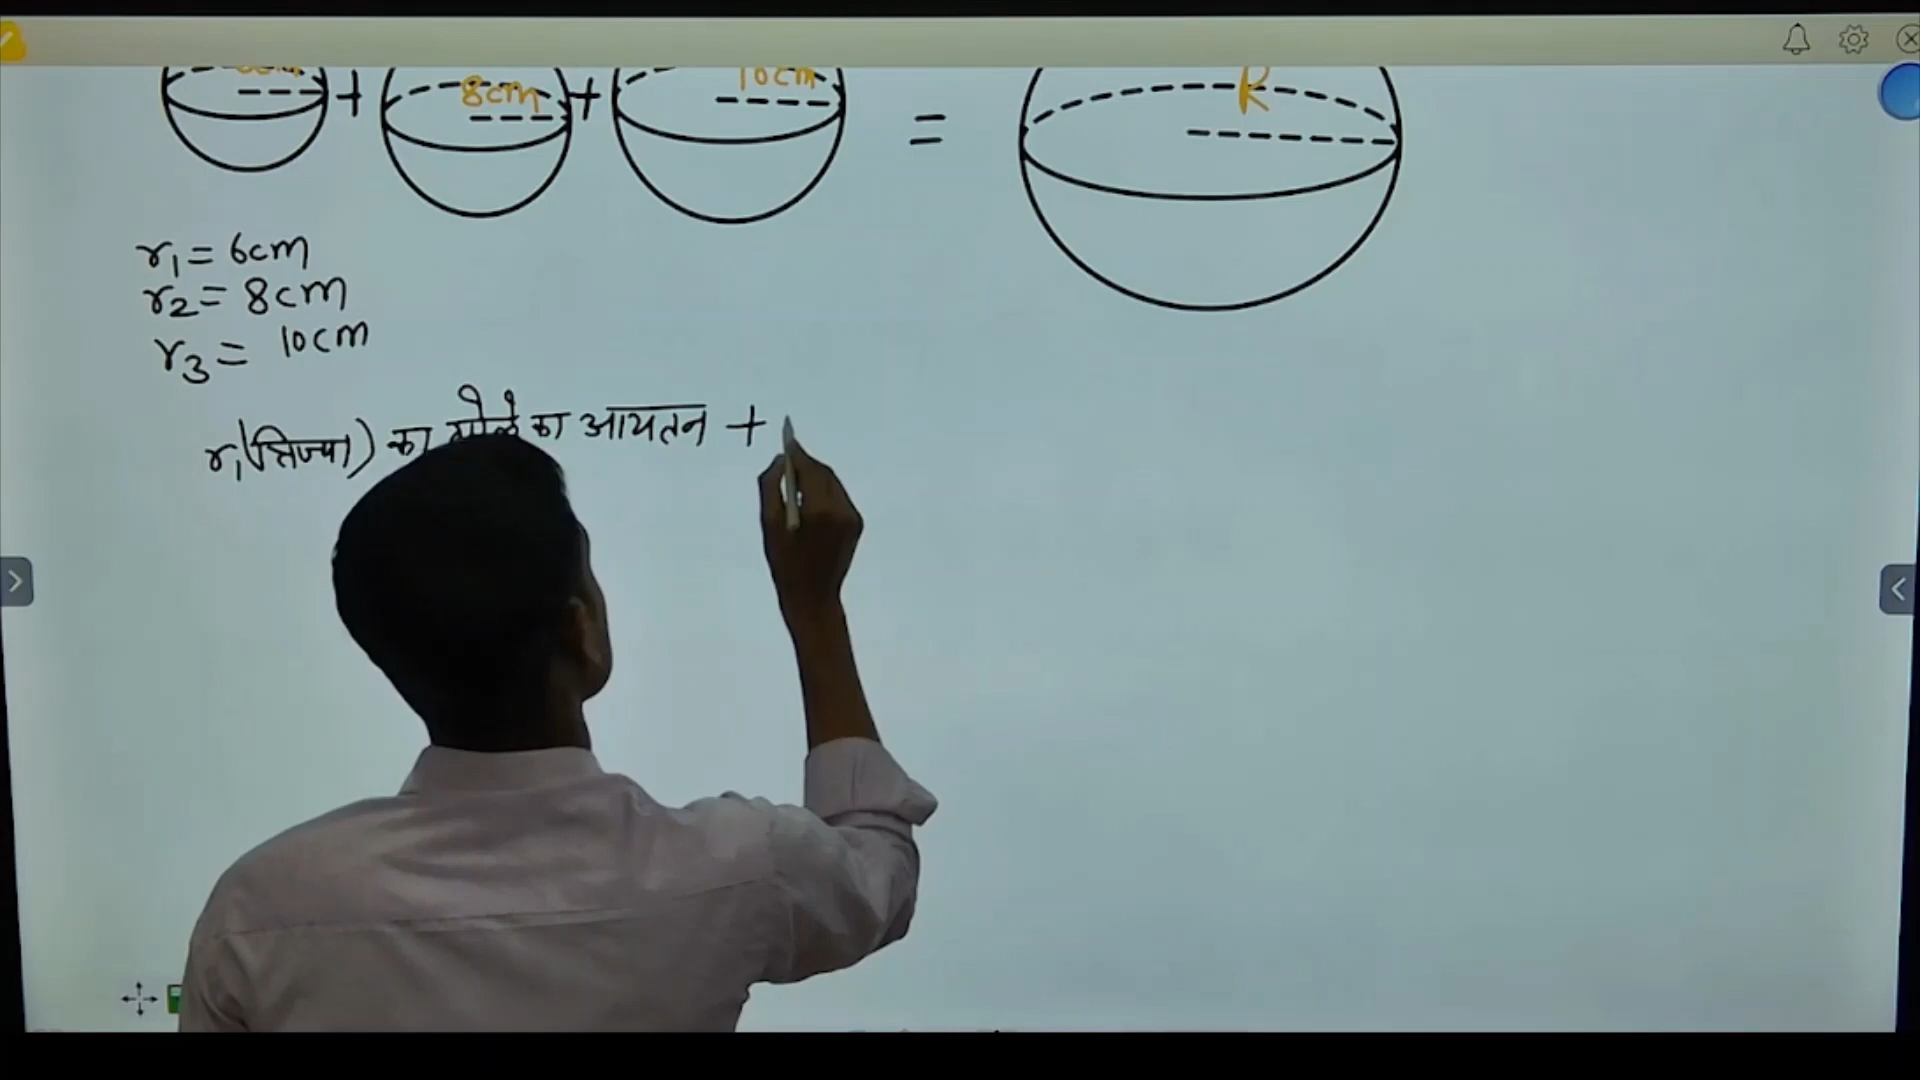 + 8cm + 10cm = R
r₁ = 6cm
r₂ = 8cm
r₃ = 10cm
r₁(त्रिज्या) का गोले का आयतन +